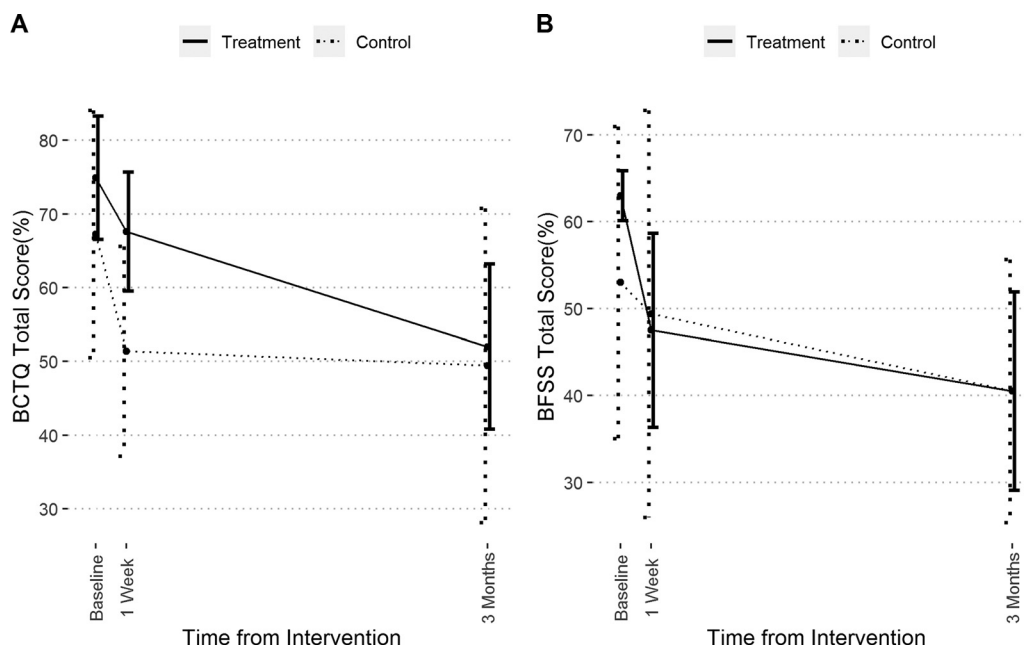 A
Treatment Control
80
70
60
50
40
30
BCTQ Total Score(%)
Baseline
1 Week
3 Months
Time from Intervention
B
Treatment Control
70
60
50
40
30
BFSS Total Score(%)
Baseline
1 Week
3 Months
Time from Intervention